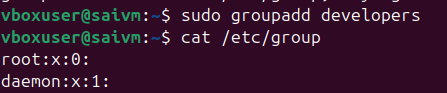 vboxuser@saivm:~$ sudo groupadd developers
vboxuser@saivm:~$ cat /etc/group
root:x:0:
daemon:x:1: